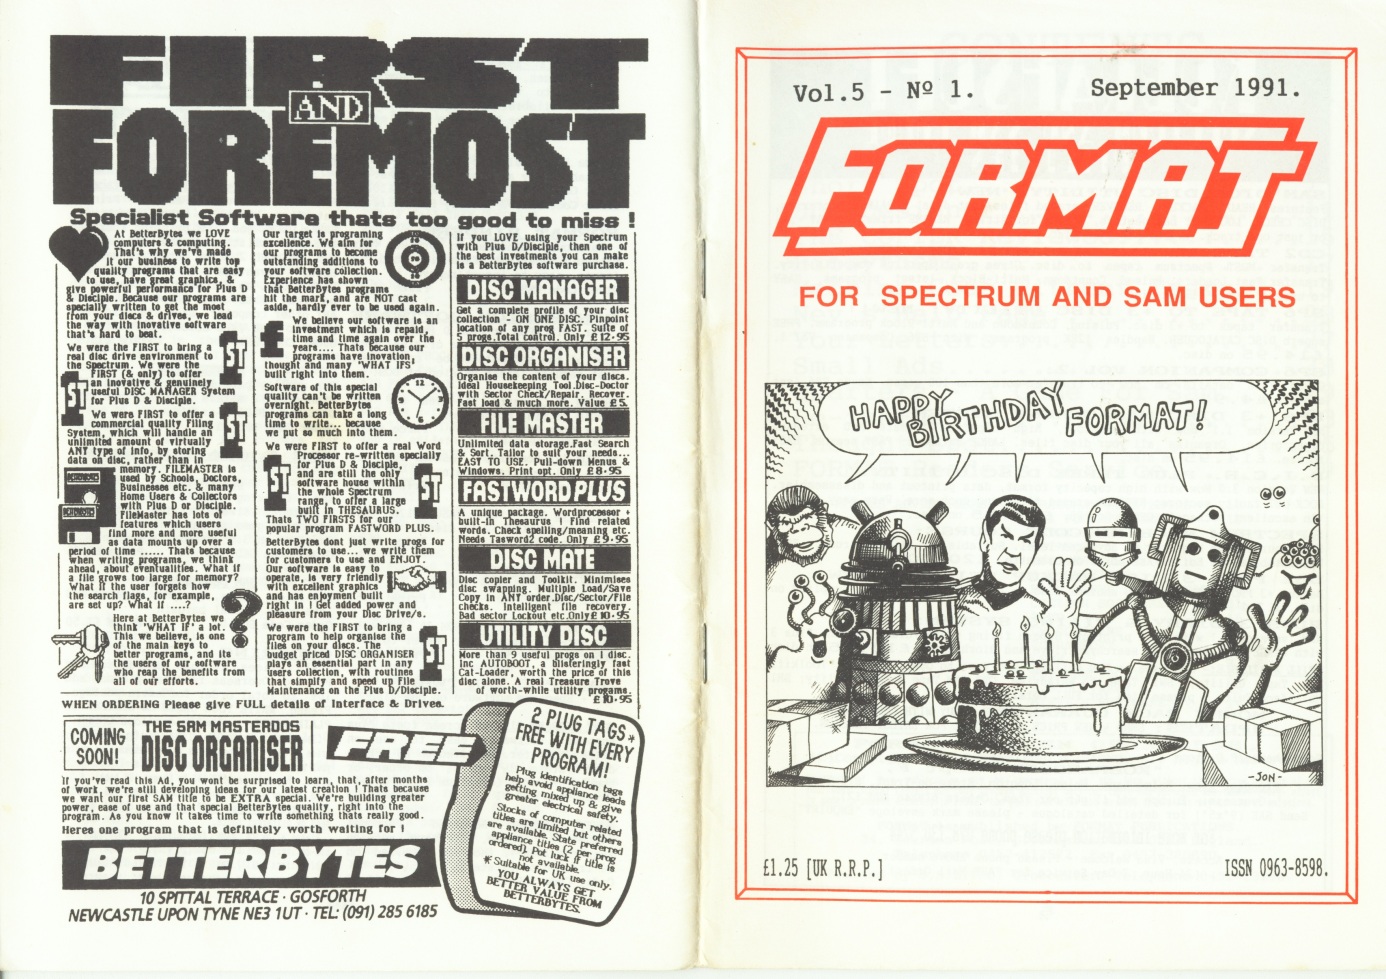 FIRST
AND
FOREMOST
Specialist Software thats too good to miss !
At BetterBytes we LOVE
computers & computing.
That's why we've made
it our business to write top
quality programs that are easy
to use, have great graphics, &
give powerful performance for Plus D
& Disciple. Because our programs are
specially written to get the most
from your discs & drives, we lead
the way with inovative software
that's hard to beat.
We were the FIRST to bring a
real disc drive environment to
the Spectrum. We were the
FIRST (& only) to offer
an inovative & genuinely
useful DISC MANAGER System
for Plus D & Disciple.
1ST
1ST
We were FIRST to offer a
commercial quality Filing
System, which will handle an
unlimited amount of virtually
ANY type of info, by storing
data on disc, rather than in
memory. FILEMASTER is
used by Schools, Doctors,
Businesses etc. & many
Home Users & Collectors
with Plus D or Disciple.
FileMaster has lots of
features which users
find more and more useful
as data mounts up over a
period of time ...... Thats because
when writing programs, we think
ahead, about eventualities. What if
a file grows too large for memory?
What if the user forgets how
the search flags, for example,
are set up? What if ....?
1ST
Here at BetterBytes we
think 'WHAT IF' a lot.
This we believe, is one
of the main keys to
better programs, and its
the users of our software
who reap the benefits from
all of our efforts.
?
Our target is programing
excellence. We aim for
our programs to become
outstanding additions to
your software collection.
Experience has shown
that BetterBytes programs
hit the mark, and are NOT cast
aside, hardly ever to be used again.
£
We believe our software is an
investment which is repaid,
time and time again over the
years.... Thats because our
programs have inovation,
thought and many 'WHAT IFS'
built right into them.
Software of this special
quality can't be written
overnight. BetterBytes
programs can take a long
time to write... because
we put so much into them.
We were FIRST to offer a real Word
Processor re-written specially
for Plus D & Disciple,
and are still the only
software house within
the whole Spectrum
range, to offer a large
built in THESAURUS.
Thats TWO FIRSTS for our
popular program FASTWORD PLUS.
1ST
1ST
BetterBytes dont just write progs for
customers to use... we write them
for customers to use and ENJOY.
Our software is easy to
operate, is very friendly
with excellent graphics
and has enjoyment built
right in ! Get added power and
pleasure from your Disc Drive/s.
We were the FIRST to bring a
program to help organise the
files on your discs. The
budget priced DISC ORGANISER
plays an essential part in any
users collection, with routines
that simplify and speed up File
Maintenance on the Plus D/Disciple.
1ST
If you LOVE using your Spectrum
with Plus D/Disciple, then one of
the best investments you can make
is a BetterBytes software purchase.
DISC MANAGER
Get a complete profile of your disc
collection - ON ONE DISC. Pinpoint
location of any prog FAST. Suite of
5 progs.Total control. Only £12·95
DISC ORGANISER
Organise the content of your discs.
Ideal Housekeeping Tool.Disc-Doctor
with Sector Check/Repair. Recover.
Fast load & much more. Value £5.
FILE MASTER
Unlimited data storage.Fast Search
& Sort. Tailor to suit your needs...
EASY TO USE. Pull-down Menus &
Windows. Print opt. Only £8·95
FASTWORD PLUS
A unique package. Wordprocessor +
built-in Thesaurus ! Find related
words. Check spelling/meaning etc.
Needs Tasword2 code. Only £9·95
DISC MATE
Disc copier and Toolkit. Minimises
disc swapping. Multiple Load/Save
Copy in ANY order.Disc/Sector/File
checks. Intelligent file recovery.
Bad sector Lockout etc.Only£10·95
UTILITY DISC
More than 9 useful progs on 1 disc.
Inc AUTOBOOT, a blisteringly fast
Cat-Loader, worth the price of this
disc alone. A real Treasure Trove
of worth-while utility progams.
£10·95
WHEN ORDERING Please give FULL details of Interface & Drives.
COMING
SOON!
THE SAM MASTERDOS
DISC ORGANISER
If you've read this Ad, you wont be surprised to learn, that, after months
of work, we're still developing ideas for our latest creation ! Thats because
we want our first SAM title to be EXTRA special. We're building greater
power, ease of use and that special BetterBytes quality, right into the
program. As you know it takes time to write something thats really good.
Heres one program that is definitely worth waiting for !
FREE
2 PLUG TAGS*
FREE WITH EVERY
PROGRAM!
Plug identification tags
help avoid appliance leads
getting mixed up & give
greater electrical safety.
Stocks of computer related
titles are limited but others
are available. State preferred
appliance titles (2 per prog
ordered). Pot luck if title is
not available.
* Suitable for UK use only.
YOU ALWAYS GET
BETTER VALUE FROM
BETTERBYTES.
BETTERBYTES
10 SPITTAL TERRACE · GOSFORTH
NEWCASTLE UPON TYNE NE3 1UT · TEL: (091) 285 6185
Vol.5 - Nº 1. September 1991.
FORMAT
FOR SPECTRUM AND SAM USERS
HAPPY
BIRTHDAY
FORMAT!
-JON-
£1.25 [UK R.R.P.] ISSN 0963-8598.